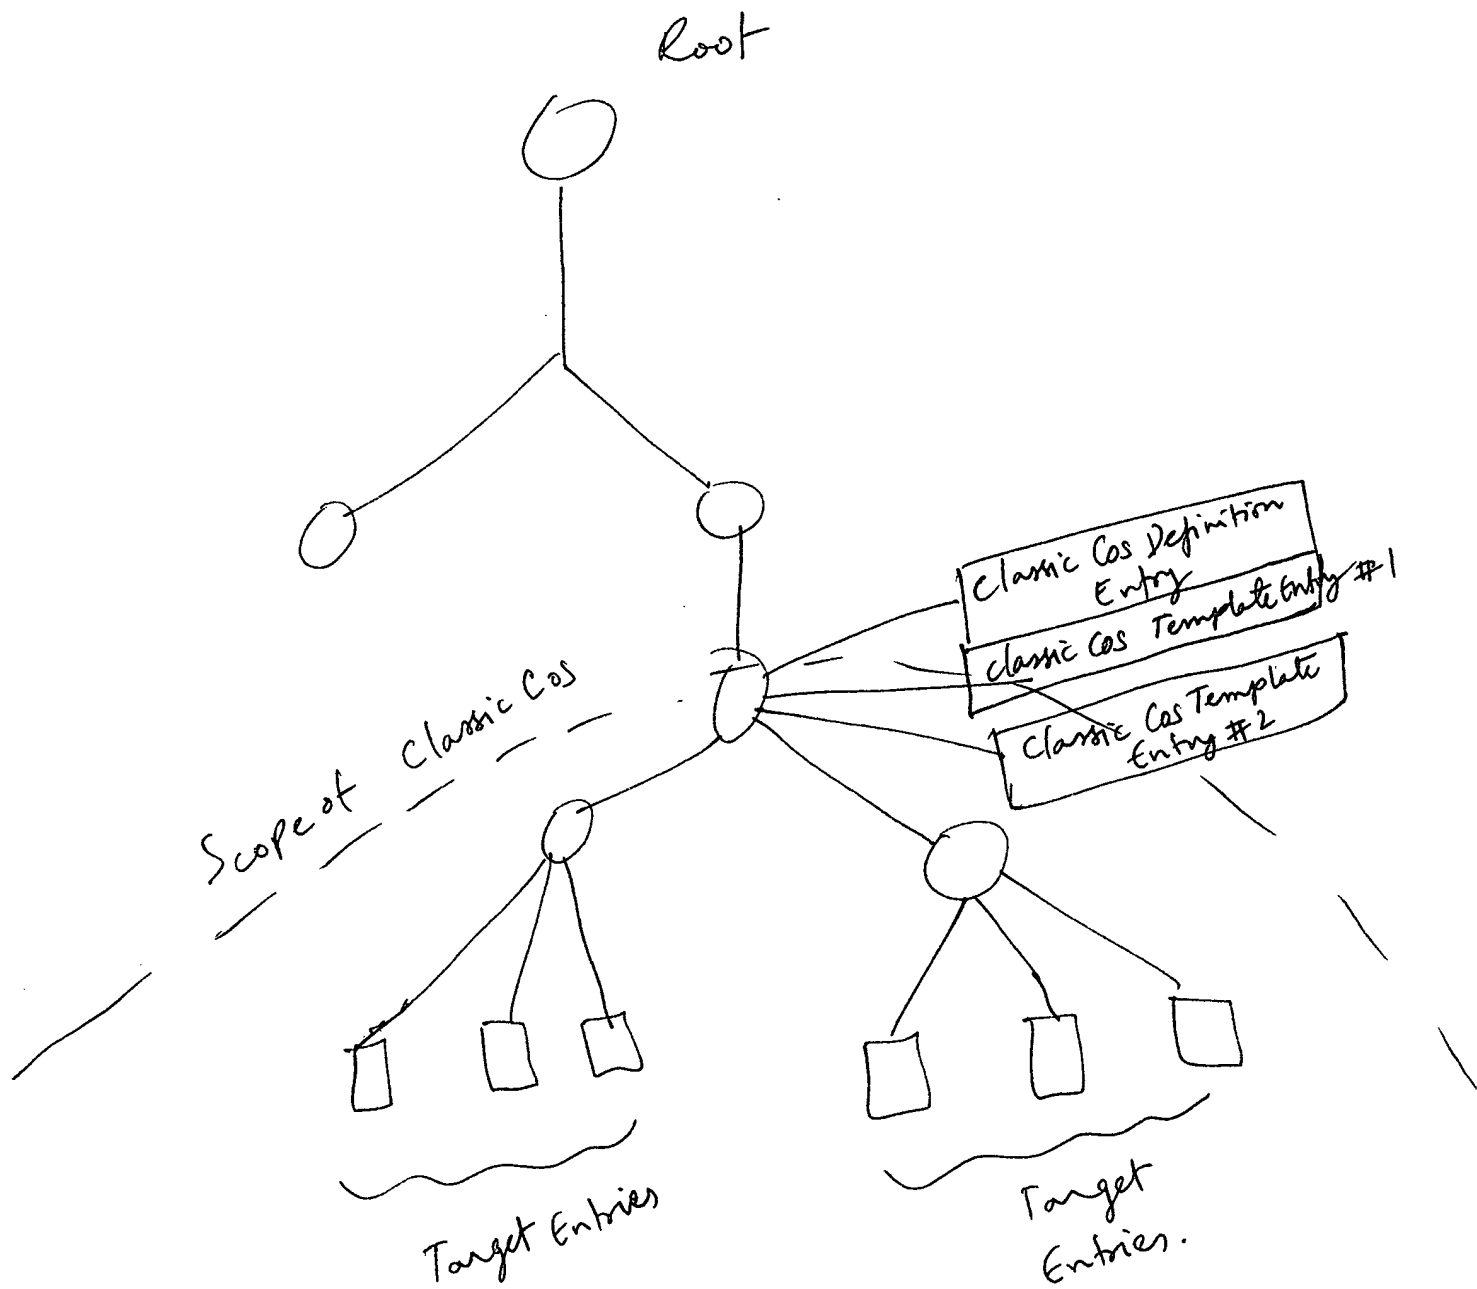 Root
Classic Cos Definition
Entry
Classic Cos Template Entry #1
Classic Cos Template
Entry #2
Scope of Classic Cos
Target Entries
Target
Entries.